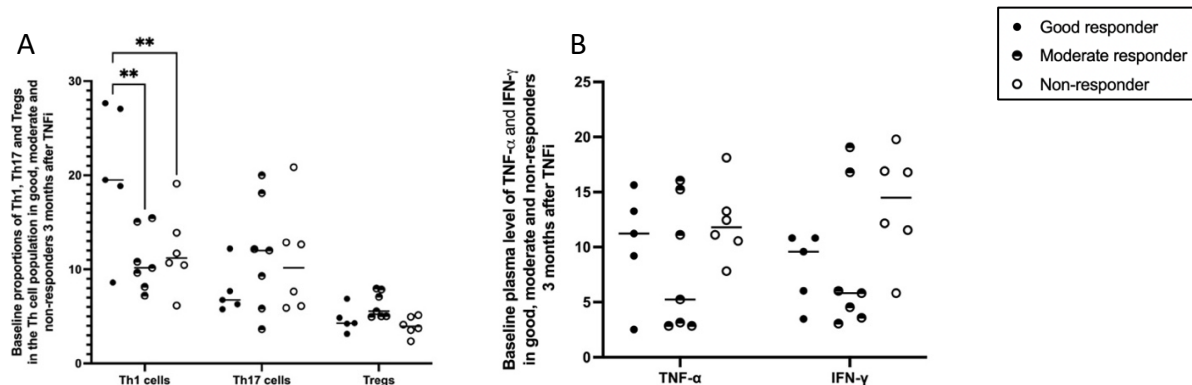 A
Baseline proportions of Th1, Th17 and Tregs
in the Th cell population in good, moderate and
non-responders 3 months after TNFi
30
20
10
0
**
**
Th1 cells
Th17 cells
Tregs
B
Baseline plasma level of TNF-α and IFN-γ
in good, moderate and non-responders
3 months after TNFi
25
20
15
10
5
0
TNF-α
IFN-γ
Good responder
Moderate responder
Non-responder